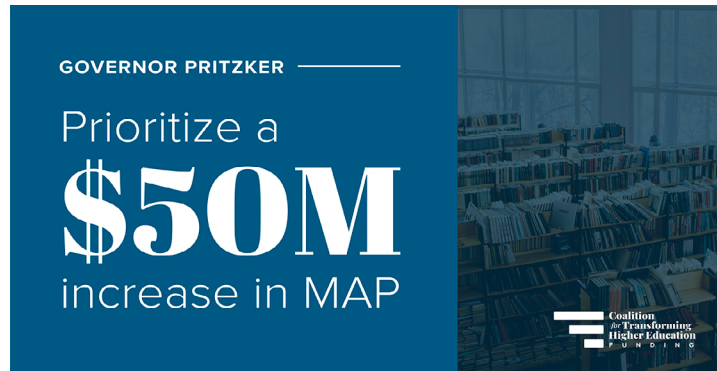 GOVERNOR PRITZKER
Prioritize a
$50M
increase in MAP
Coalition
for Transforming
Higher Education
FUNDING